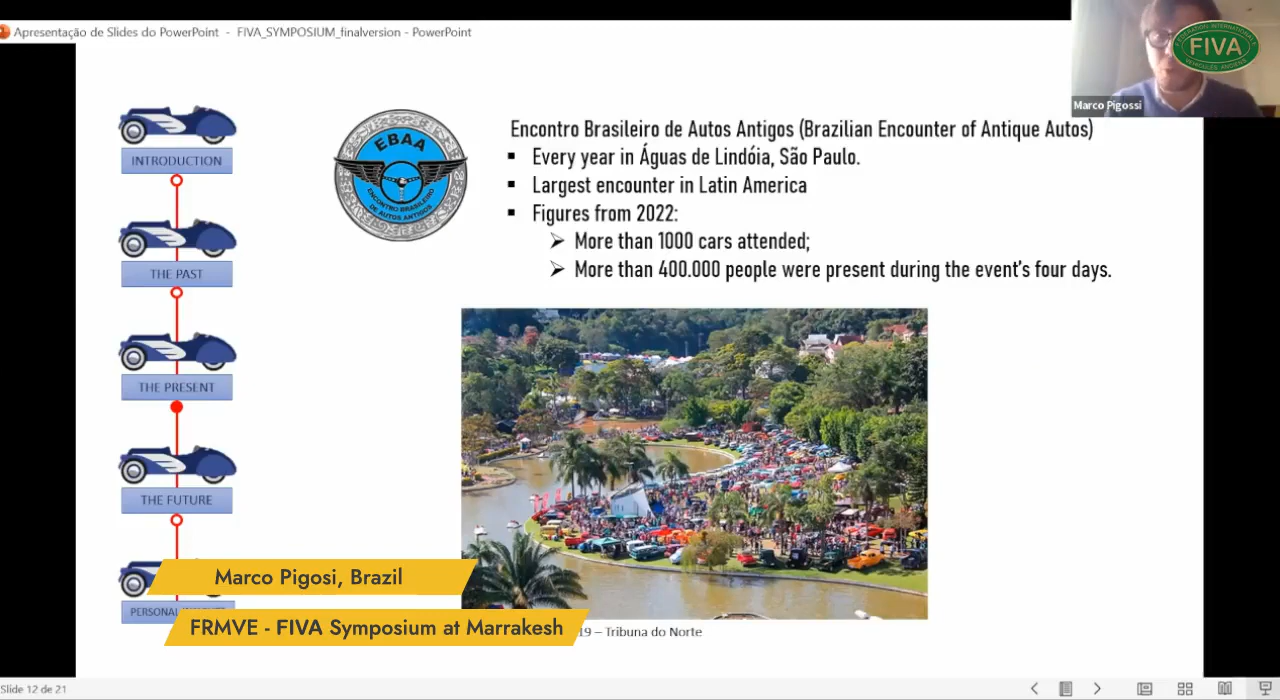 Apresentação de Slides do PowerPoint - FIVA_SYMPOSIUM_finalversion - PowerPoint
FIVA
Marco Pigossi
INTRODUCTION
THE PAST
THE PRESENT
THE FUTURE
PERSONAL
EBAA
ENCONTRO BRASILEIRO
DE AUTOS ANTIGOS
Encontro Brasileiro de Autos Antigos (Brazilian Encounter of Antique Autos)
▪ Every year in Águas de Lindóia, São Paulo.
▪ Largest encounter in Latin America
▪ Figures from 2022:
➢ More than 1000 cars attended;
➢ More than 400.000 people were present during the event's four days.
19 – Tribuna do Norte
Marco Pigosi, Brazil
FRMVE - FIVA Symposium at Marrakesh
Slide 12 de 21